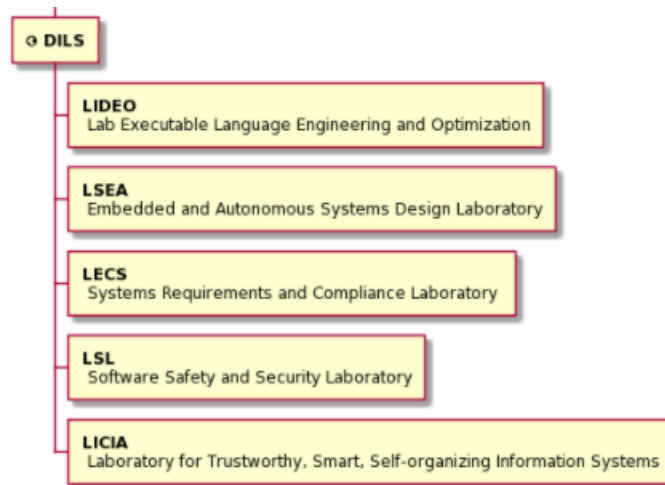 DILS
LIDEO
Lab Executable Language Engineering and Optimization
LSEA
Embedded and Autonomous Systems Design Laboratory
LECS
Systems Requirements and Compliance Laboratory
LSL
Software Safety and Security Laboratory
LICIA
Laboratory for Trustworthy, Smart, Self-organizing Information Systems